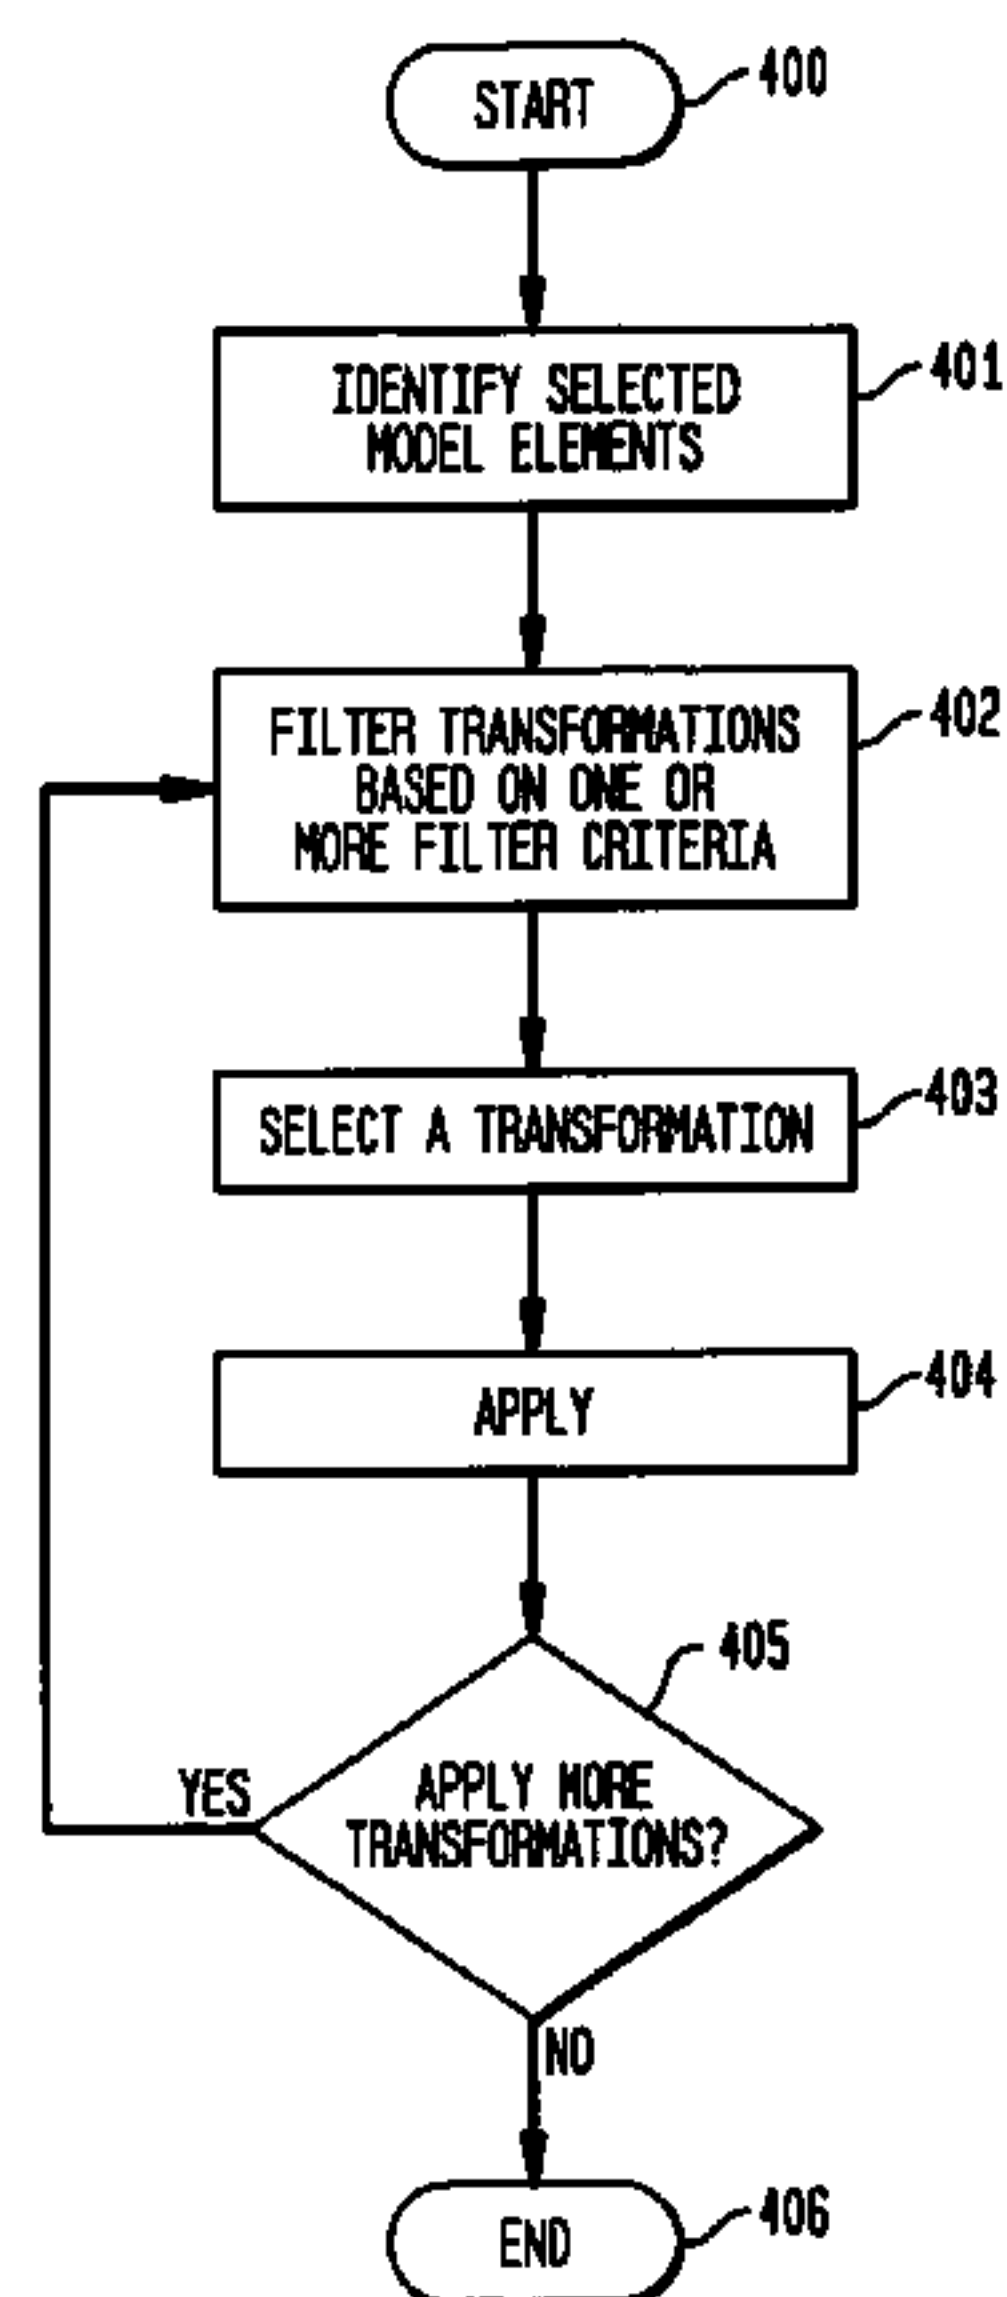 START
400
IDENTIFY SELECTED
MODEL ELEMENTS
401
FILTER TRANSFORMATIONS
BASED ON ONE OR
MORE FILTER CRITERIA
402
SELECT A TRANSFORMATION
403
APPLY
404
405
APPLY MORE
TRANSFORMATIONS?
YES
NO
END
406